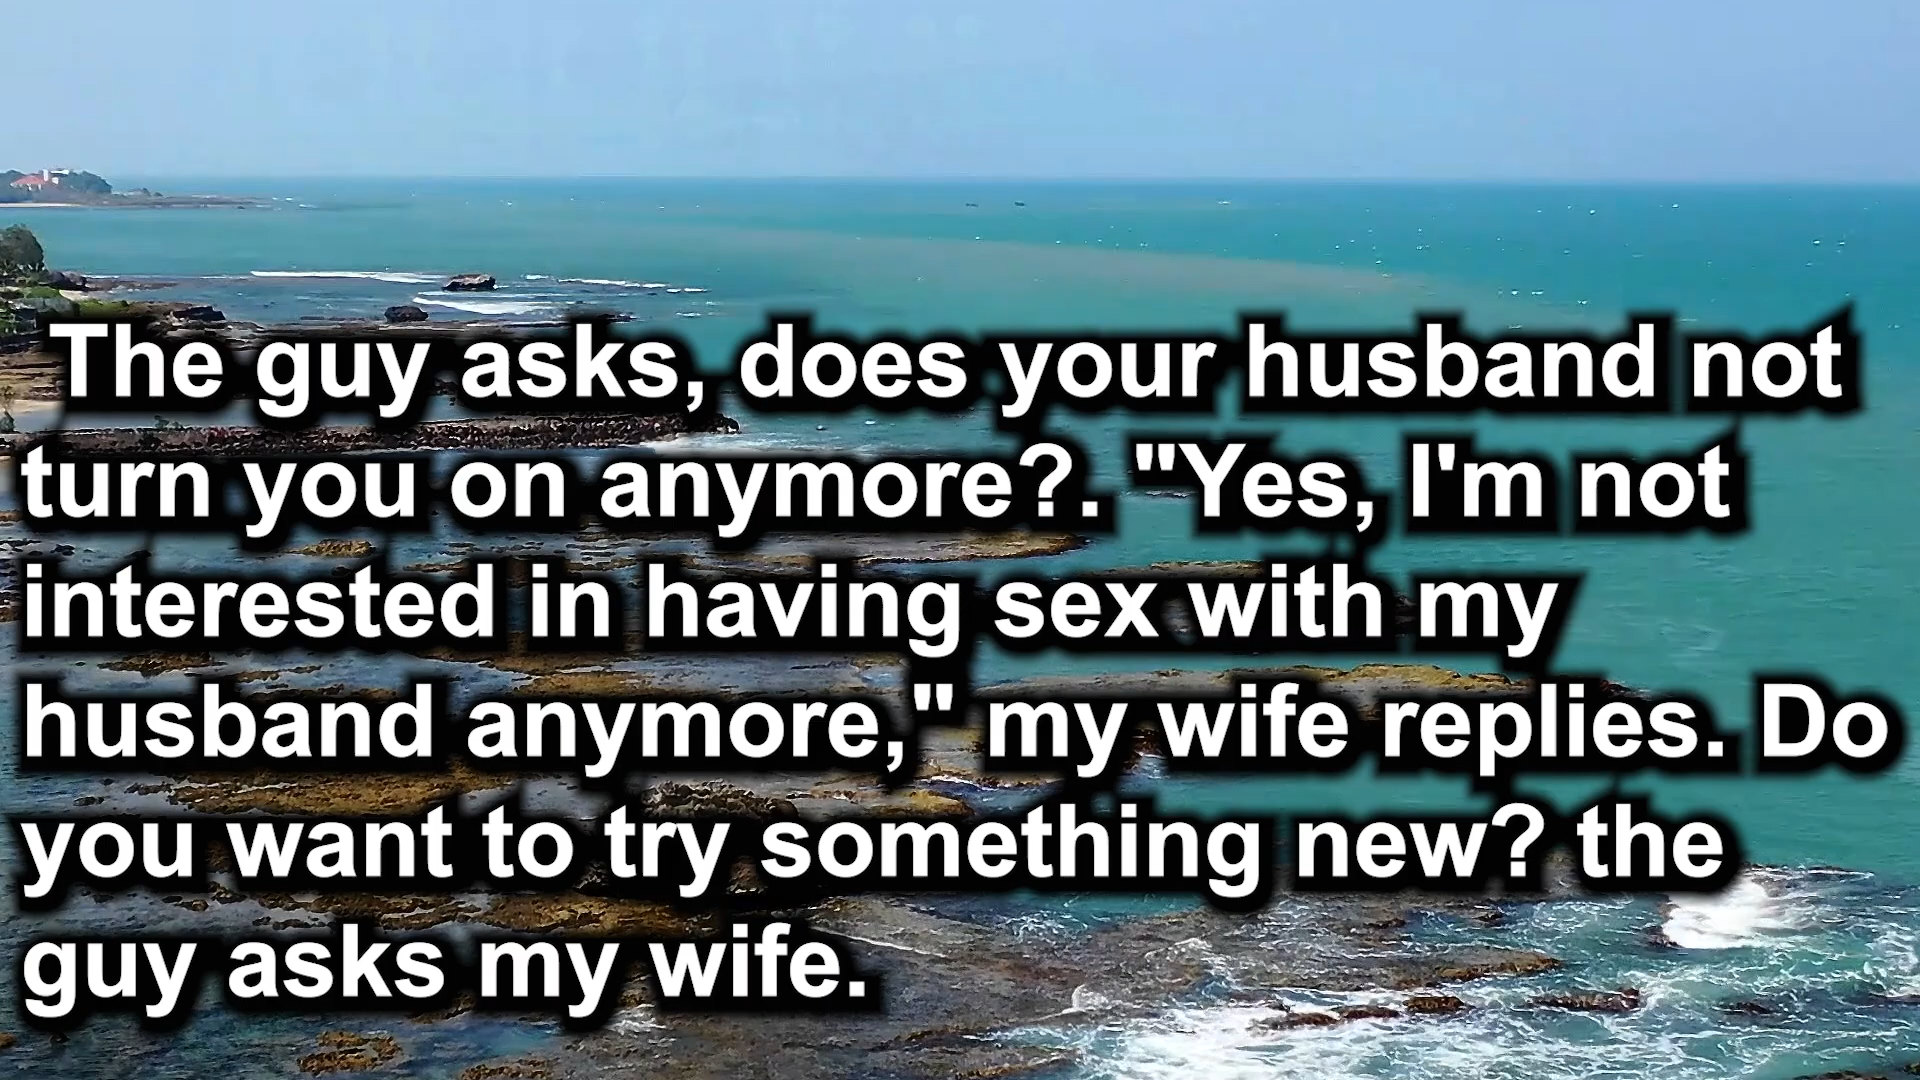 The guy asks, does your husband not
turn you on anymore?. "Yes, I'm not
interested in having sex with my
husband anymore," my wife replies. Do
you want to try something new? the
guy asks my wife.